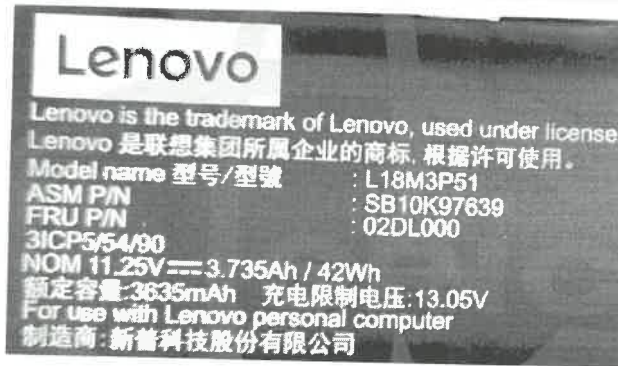 Lenovo
Lenovo is the trademark of Lenovo, used under license
Lenovo 是联想集团所属企业的商标, 根据许可使用。
Model name 型号/型號 : L18M3P51
ASM P/N : SB10K97639
FRU P/N : 02DL000
3ICP5/54/90
NOM 11.25V⎓3.735Ah / 42Wh
额定容量:3635mAh 充电限制电压:13.05V
For use with Lenovo personal computer
制造商:新普科技股份有限公司